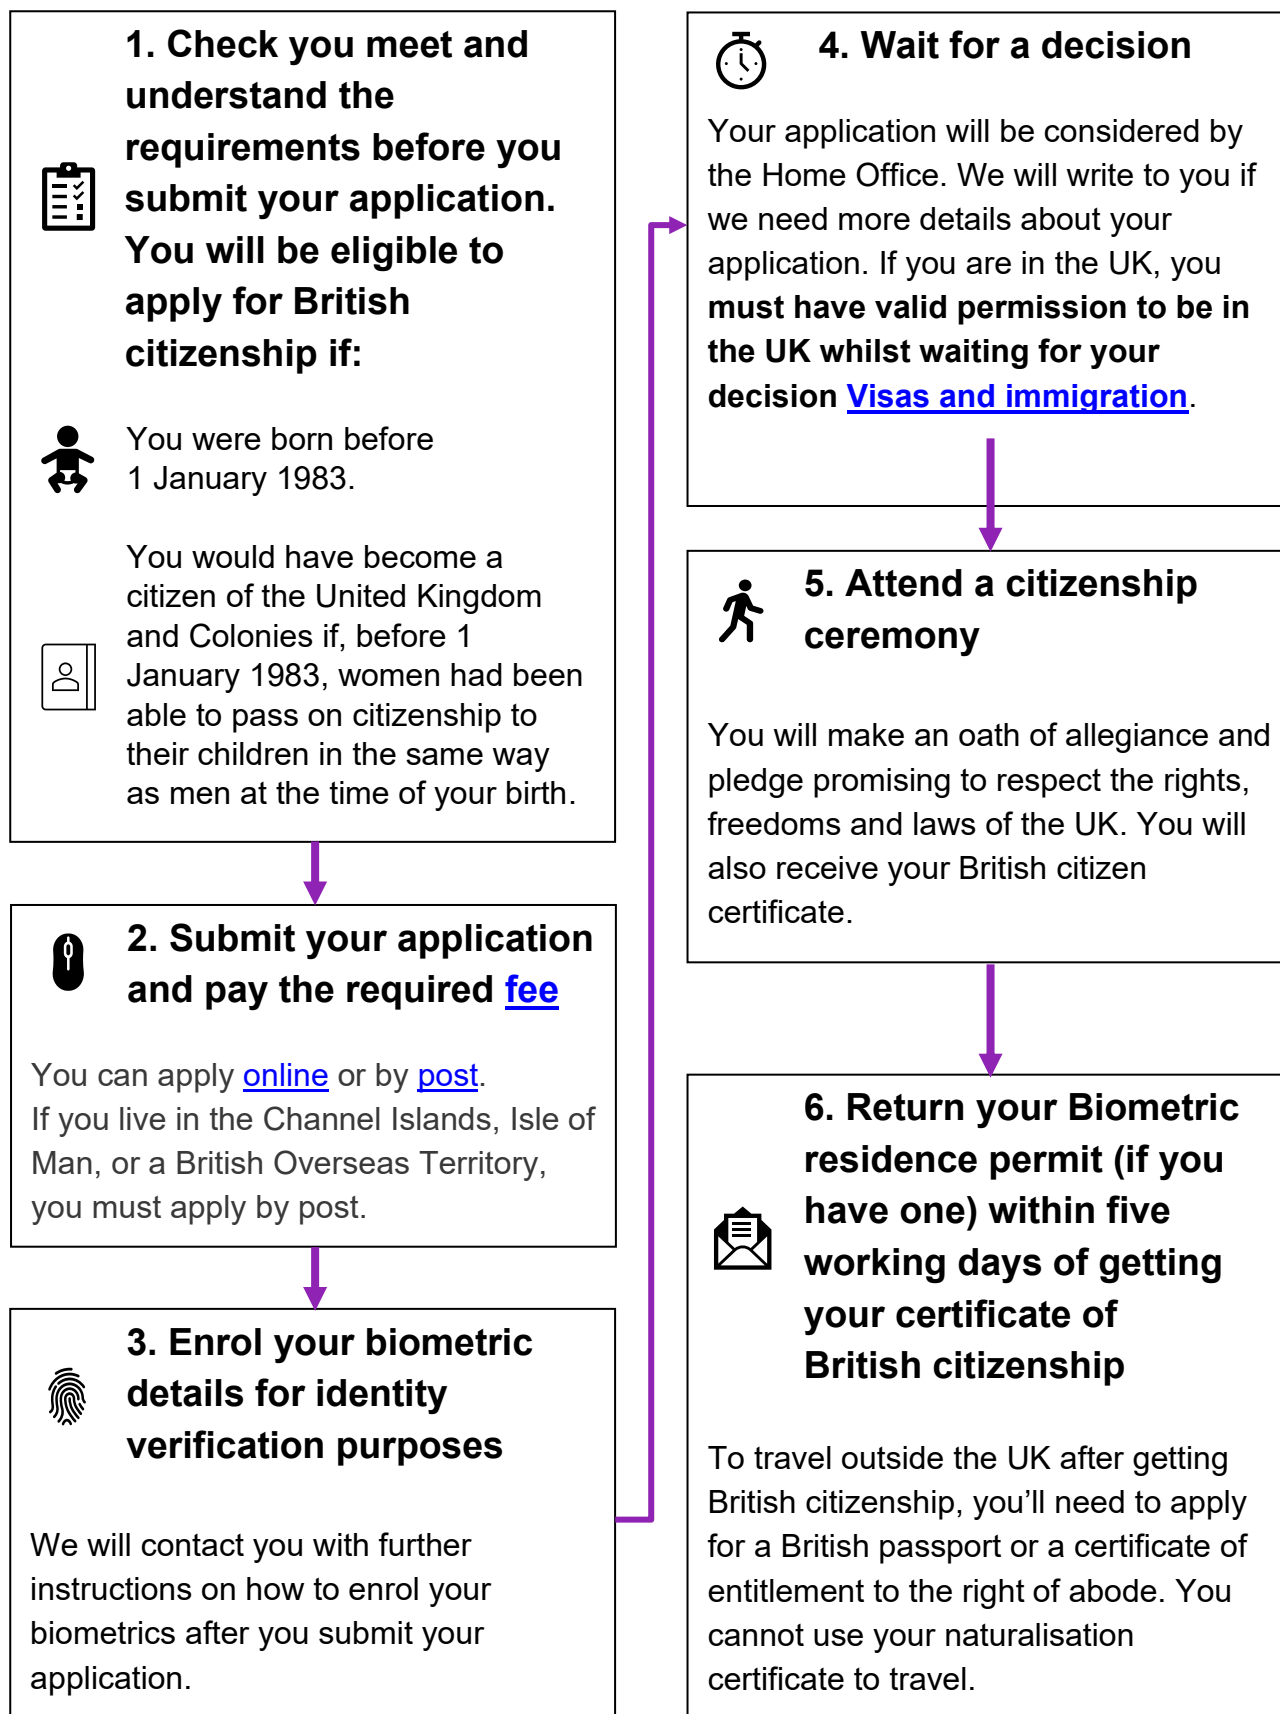 1. Check you meet and
understand the
requirements before you
submit your application.
You will be eligible to
apply for British
citizenship if:
You were born before
1 January 1983.
You would have become a
citizen of the United Kingdom
and Colonies if, before 1
January 1983, women had been
able to pass on citizenship to
their children in the same way
as men at the time of your birth.
2. Submit your application
and pay the required fee
You can apply online or by post.
If you live in the Channel Islands, Isle of
Man, or a British Overseas Territory,
you must apply by post.
3. Enrol your biometric
details for identity
verification purposes
We will contact you with further
instructions on how to enrol your
biometrics after you submit your
application.
4. Wait for a decision
Your application will be considered by
the Home Office. We will write to you if
we need more details about your
application. If you are in the UK, you
must have valid permission to be in
the UK whilst waiting for your
decision Visas and immigration.
5. Attend a citizenship
ceremony
You will make an oath of allegiance and
pledge promising to respect the rights,
freedoms and laws of the UK. You will
also receive your British citizen
certificate.
6. Return your Biometric
residence permit (if you
have one) within five
working days of getting
your certificate of
British citizenship
To travel outside the UK after getting
British citizenship, you’ll need to apply
for a British passport or a certificate of
entitlement to the right of abode. You
cannot use your naturalisation
certificate to travel.